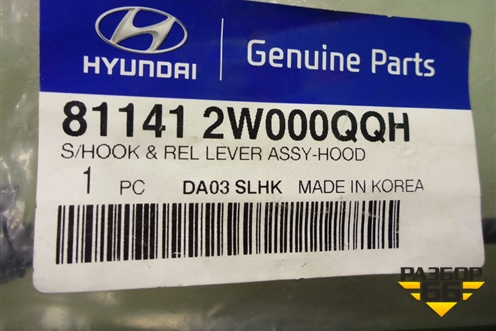 HYUNDAI
Genuine Parts
81141 2W000QQH
S/HOOK & REL LEVER ASSY-HOOD
1 PC DA03 SLHK MADE IN KOREA
РАЗБОР
66